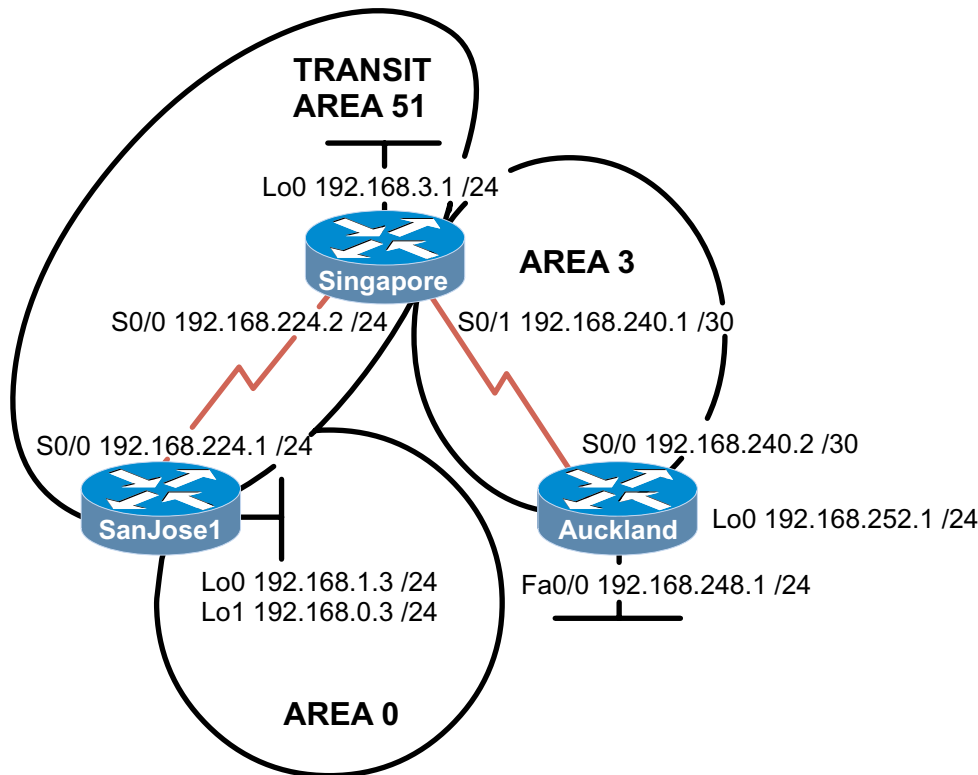 TRANSIT
AREA 51
Lo0 192.168.3.1 /24
Singapore
AREA 3
S0/0 192.168.224.2 /24
S0/1 192.168.240.1 /30
S0/0 192.168.224.1 /24
S0/0 192.168.240.2 /30
SanJose1
Auckland
Lo0 192.168.252.1 /24
Lo0 192.168.1.3 /24
Lo1 192.168.0.3 /24
Fa0/0 192.168.248.1 /24
AREA 0